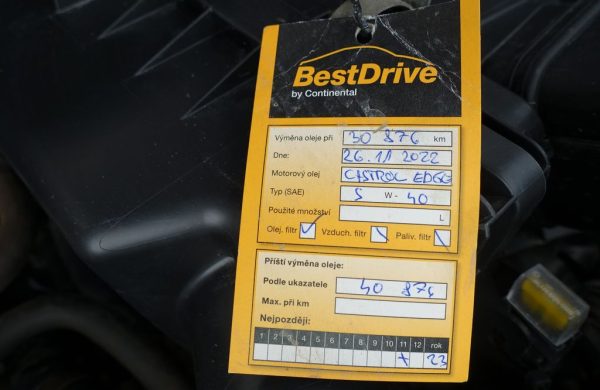 BestDrive
by Continental
Výměna oleje při 30 876 km
Dne: 26.11 2022
Motorový olej CASTROL EDGE
Typ (SAE) 5 W- 40
Použité množství L
Olej. filtr ✓ Vzduch. filtr \ Paliv. filtr \
Příští výměna oleje:
Podle ukazatele 40 876
Max. při km
Nejpozději:
1 2 3 4 5 6 7 8 9 10 11 12 rok
x 23